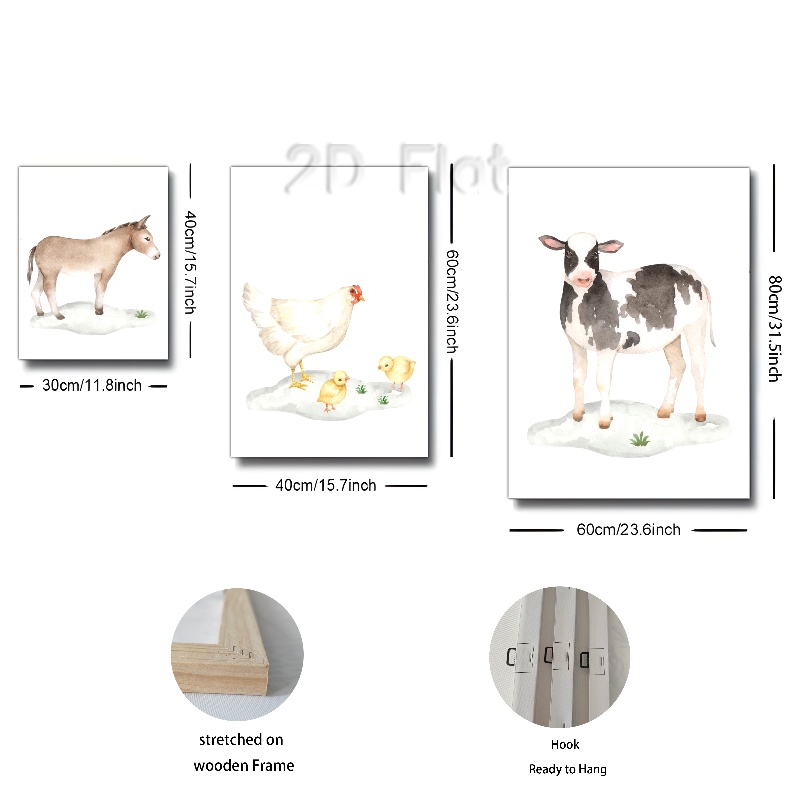 2D Flat
40cm/15.7inch
30cm/11.8inch
60cm/23.6inch
40cm/15.7inch
80cm/31.5inch
60cm/23.6inch
stretched on
wooden Frame
Hook
Ready to Hang